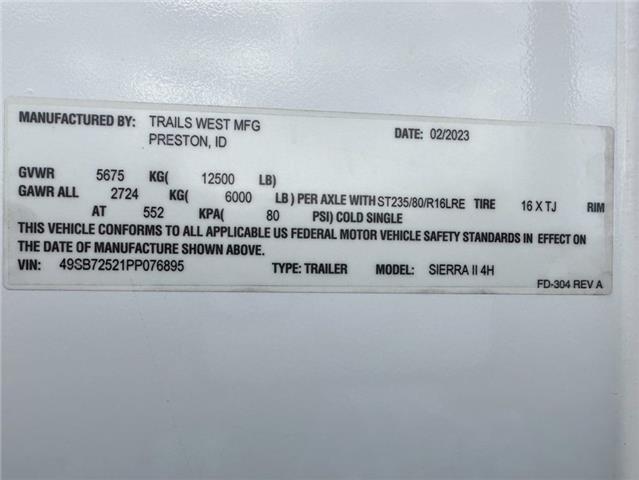 MANUFACTURED BY: TRAILS WEST MFG DATE: 02/2023
PRESTON, ID
GVWR 5675 KG( 12500 LB)
GAWR ALL 2724 KG( 6000 LB ) PER AXLE WITH ST235/80/R16LRE TIRE 16 X TJ RIM
AT 552 KPA( 80 PSI) COLD SINGLE
THIS VEHICLE CONFORMS TO ALL APPLICABLE US FEDERAL MOTOR VEHICLE SAFETY STANDARDS IN EFFECT ON
THE DATE OF MANUFACTURE SHOWN ABOVE.
VIN: 49SB72521PP076895 TYPE: TRAILER MODEL: SIERRA II 4H
FD-304 REV A